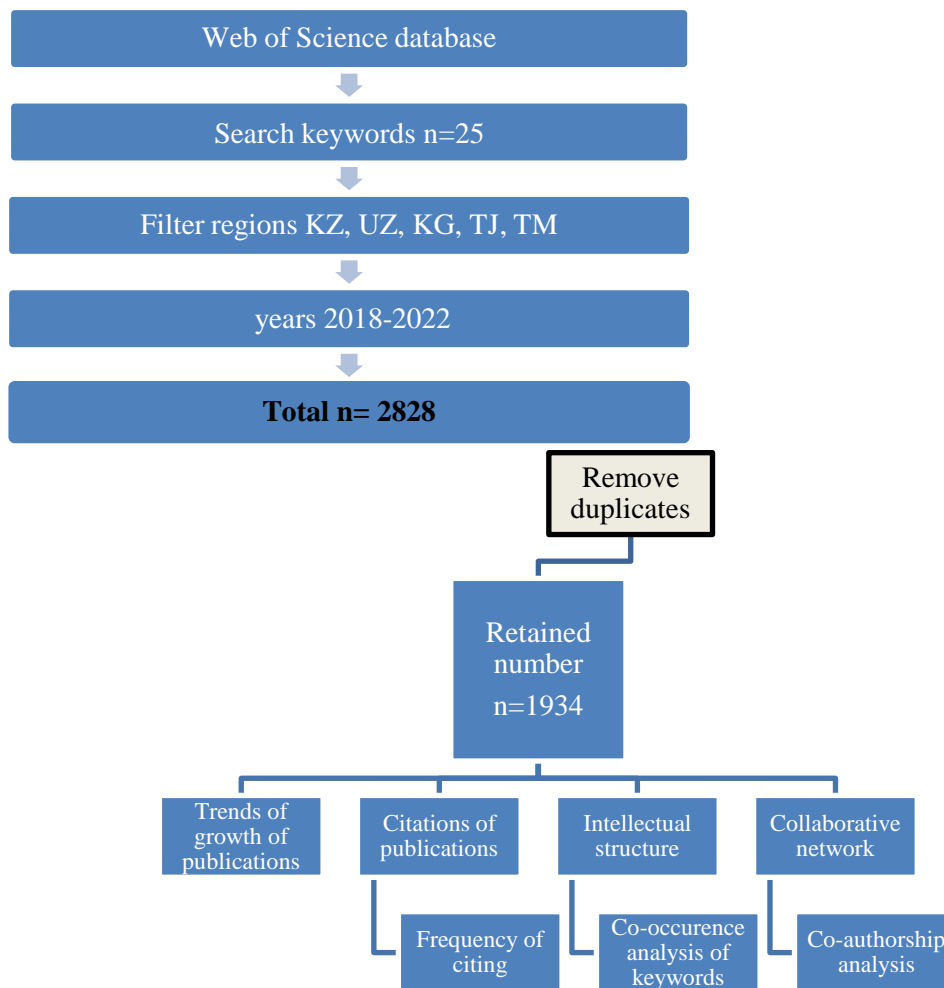 Web of Science database
Search keywords n=25
Filter regions KZ, UZ, KG, TJ, TM
years 2018-2022
Total n= 2828
Remove
duplicates
Retained
number
n=1934
Trends of
growth of
publications
Citations of
publications
Intellectual
structure
Collaborative
network
Frequency of
citing
Co-occurence
analysis of
keywords
Co-authorship
analysis